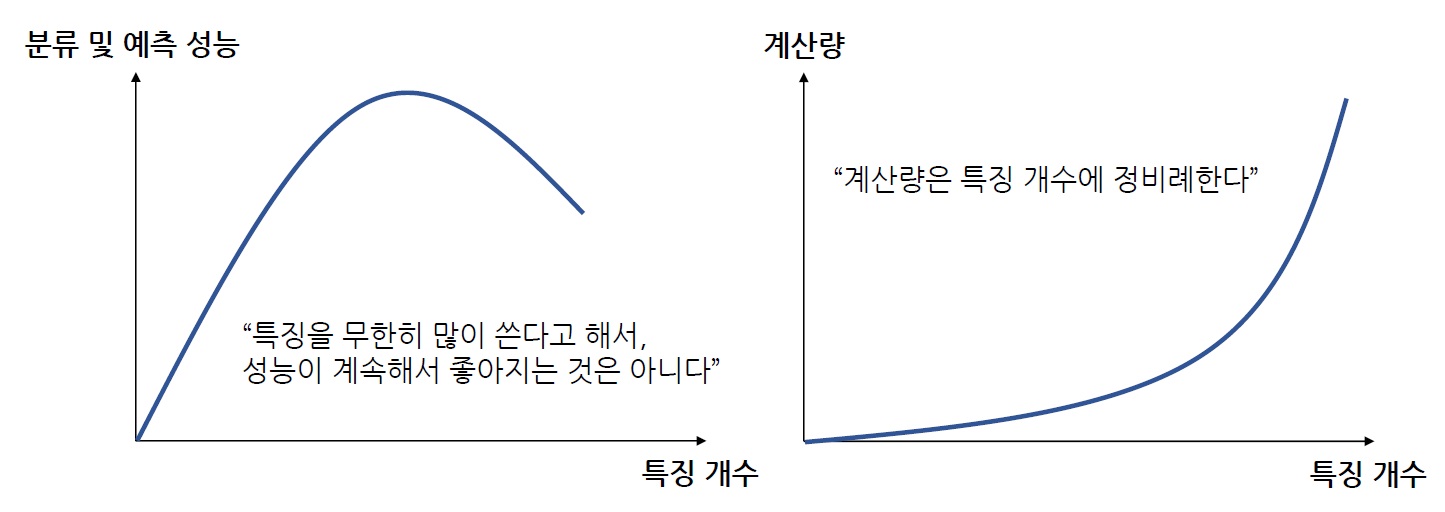 분류 및 예측 성능
“특징을 무한히 많이 쓴다고 해서,
성능이 계속해서 좋아지는 것은 아니다”
특징 개수
계산량
“계산량은 특징 개수에 정비례한다”
특징 개수